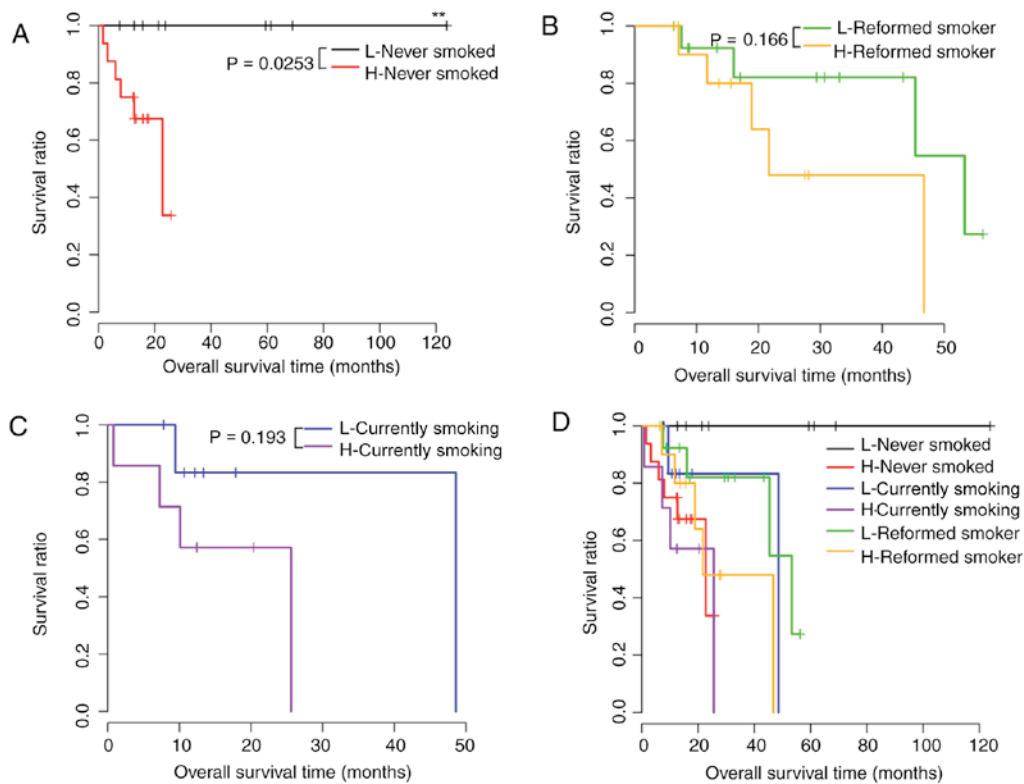 A
**
L-Never smoked
P = 0.0253
H-Never smoked
Survival ratio
0.0 0.2 0.4 0.6 0.8 1.0
0 20 40 60 80 100 120
Overall survival time (months)
B
L-Reformed smoker
P = 0.166
H-Reformed smoker
Survival ratio
0.0 0.2 0.4 0.6 0.8 1.0
0 10 20 30 40 50
Overall survival time (months)
C
L-Currently smoking
P = 0.193
H-Currently smoking
Survival ratio
0.0 0.2 0.4 0.6 0.8 1.0
0 10 20 30 40 50
Overall survival time (months)
D
L-Never smoked
H-Never smoked
L-Currently smoking
H-Currently smoking
L-Reformed smoker
H-Reformed smoker
Survival ratio
0.0 0.2 0.4 0.6 0.8 1.0
0 20 40 60 80 100 120
Overall survival time (months)